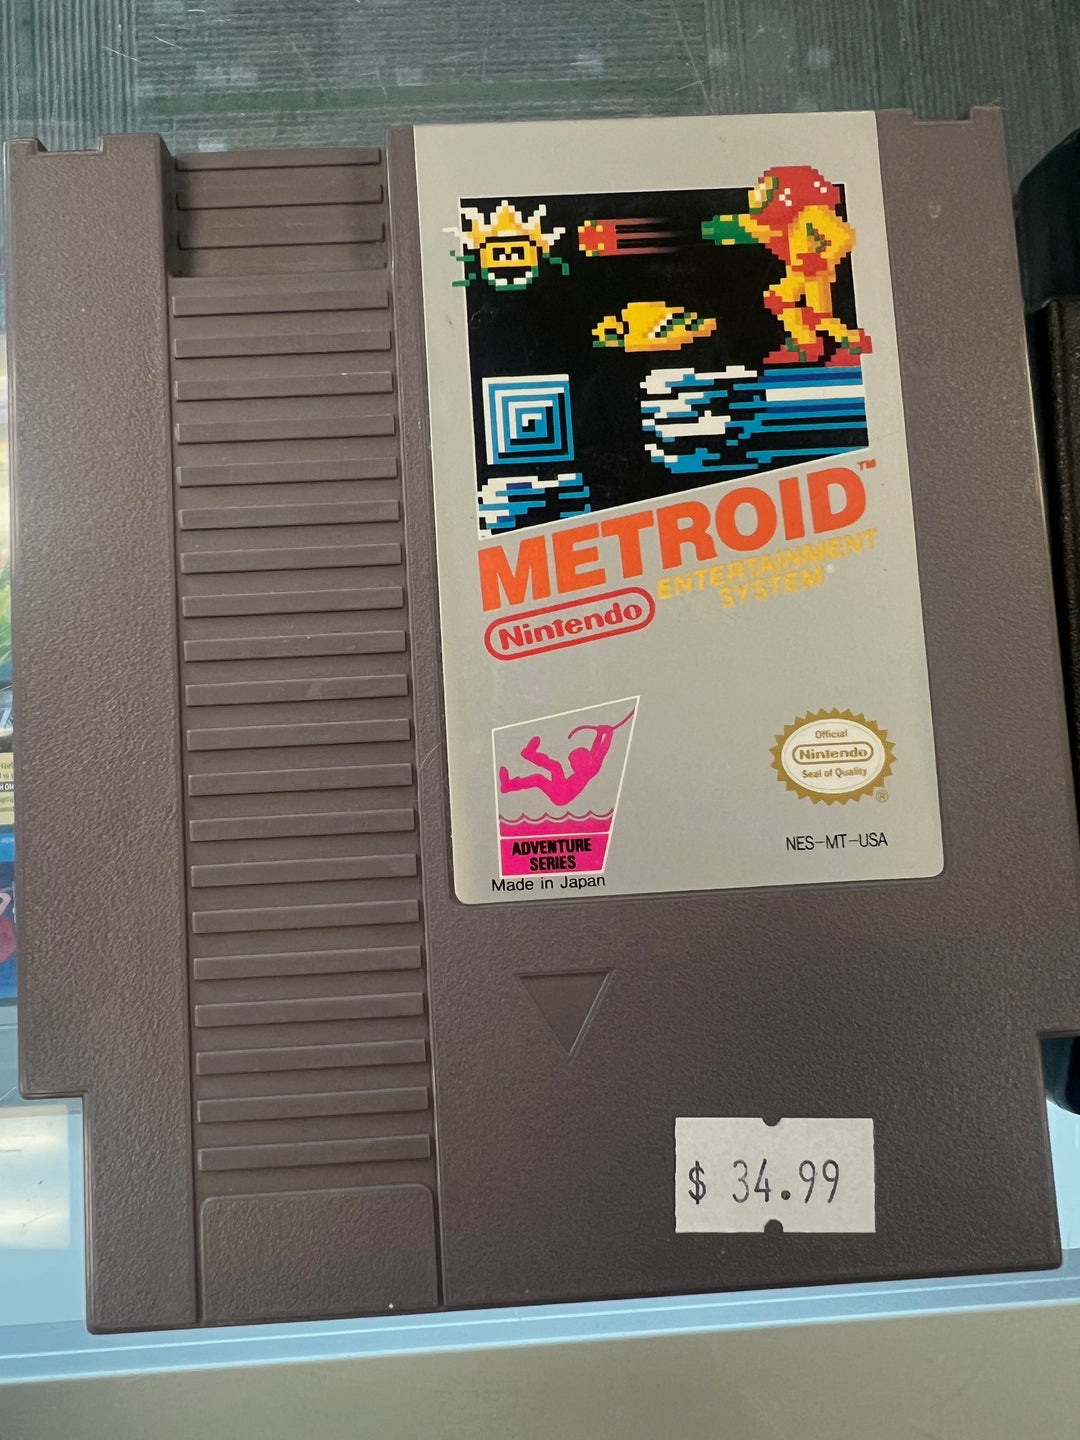 METROID™
Nintendo ENTERTAINMENT
SYSTEM®
Official
Nintendo
Seal of Quality
®
ADVENTURE
SERIES
Made in Japan
NES-MT-USA
$ 34.99